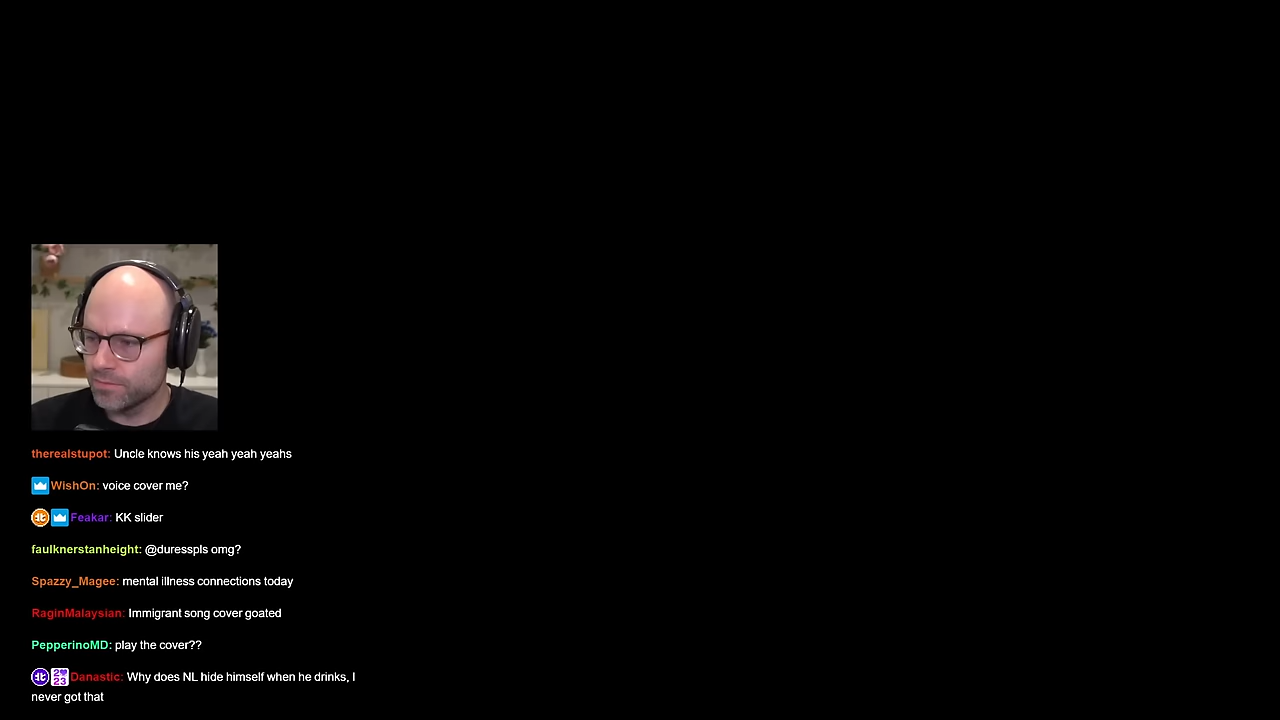 therealstupot: Uncle knows his yeah yeah yeahs
WishOn: voice cover me?
Feakar: KK slider
faulknerstanheight: @duresspls omg?
Spazzy_Magee: mental illness connections today
RaginMalaysian: Immigrant song cover goated
PepperinoMD: play the cover??
2023 Danastic: Why does NL hide himself when he drinks, I
never got that